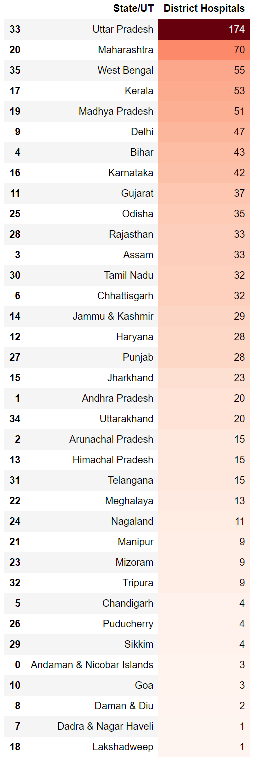 State/UT District Hospitals
33 Uttar Pradesh 174
20 Maharashtra 70
35 West Bengal 55
17 Kerala 53
19 Madhya Pradesh 51
9 Delhi 47
4 Bihar 43
16 Karnataka 42
11 Gujarat 37
25 Odisha 35
28 Rajasthan 33
3 Assam 33
30 Tamil Nadu 32
6 Chhattisgarh 32
14 Jammu & Kashmir 29
12 Haryana 28
27 Punjab 28
15 Jharkhand 23
1 Andhra Pradesh 20
34 Uttarakhand 20
2 Arunachal Pradesh 15
13 Himachal Pradesh 15
31 Telangana 15
22 Meghalaya 13
24 Nagaland 11
21 Manipur 9
23 Mizoram 9
32 Tripura 9
5 Chandigarh 4
26 Puducherry 4
29 Sikkim 4
0 Andaman & Nicobar Islands 3
10 Goa 3
8 Daman & Diu 2
7 Dadra & Nagar Haveli 1
18 Lakshadweep 1